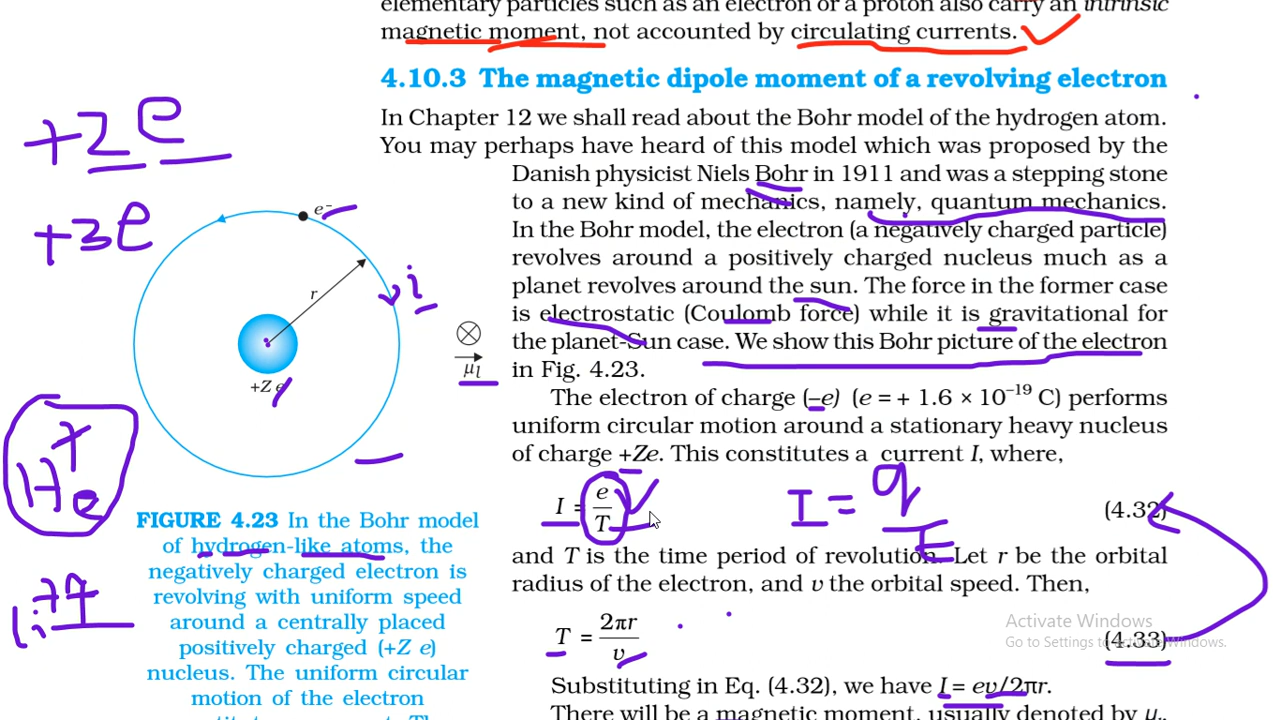 elementary particles such as an electron or a proton also carry an intrinsic
magnetic moment, not accounted by circulating currents.
4.10.3 The magnetic dipole moment of a revolving electron
In Chapter 12 we shall read about the Bohr model of the hydrogen atom.
You may perhaps have heard of this model which was proposed by the
Danish physicist Niels Bohr in 1911 and was a stepping stone
to a new kind of mechanics, namely, quantum mechanics.
In the Bohr model, the electron (a negatively charged particle)
revolves around a positively charged nucleus much as a
planet revolves around the sun. The force in the former case
is electrostatic (Coulomb force) while it is gravitational for
the planet-Sun case. We show this Bohr picture of the electron
in Fig. 4.23.
The electron of charge (–e) (e = + 1.6 × 10⁻¹⁹ C) performs
uniform circular motion around a stationary heavy nucleus
of charge +Ze. This constitutes a current I, where,
I = e/T (4.32)
I = q/t
and T is the time period of revolution. Let r be the orbital
radius of the electron, and v the orbital speed. Then,
T = 2πr/v (4.33)
Substituting in Eq. (4.32), we have I = ev/2πr.
There will be a magnetic moment, usually denoted by μₗ,
+2e
+3e
e⁻
r
i
μₗ
+Z e
He+
Li++
FIGURE 4.23 In the Bohr model
of hydrogen-like atoms, the
negatively charged electron is
revolving with uniform speed
around a centrally placed
positively charged (+Z e)
nucleus. The uniform circular
motion of the electron
Activate Windows
Go to Settings to activate Windows.